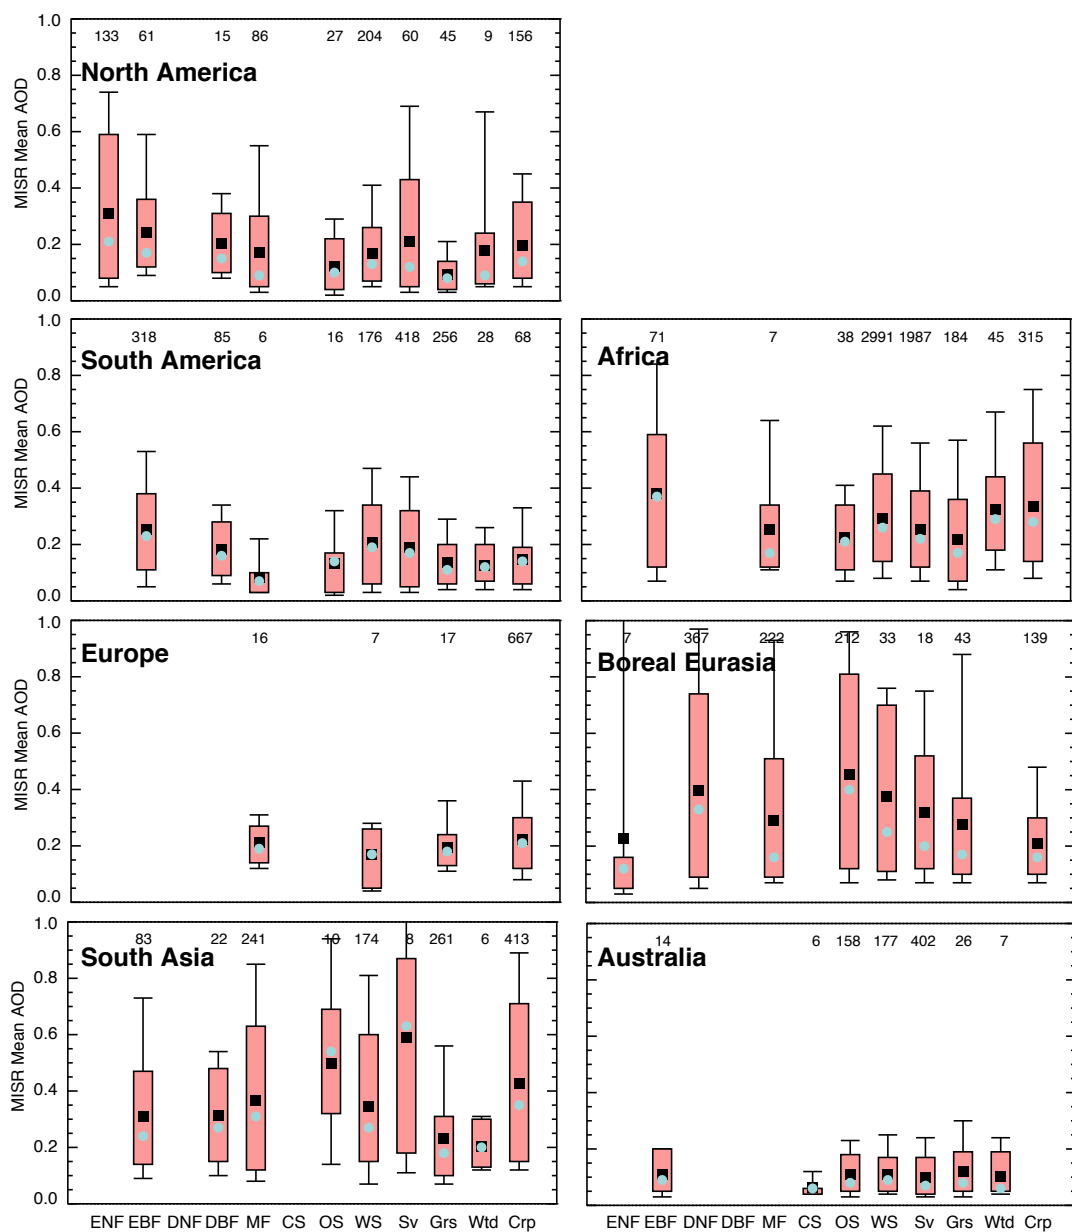 1.0
133 61 15 86 27 204 60 45 9 156
North America
0.8
0.6
0.4
0.2
0.0
MISR Mean AOD
1.0
318 85 6 16 176 418 256 28 68
South America
0.8
0.6
0.4
0.2
0.0
MISR Mean AOD
71 7 38 2991 1987 184 45 315
Africa
1.0
16 7 17 667
Europe
0.8
0.6
0.4
0.2
0.0
MISR Mean AOD
7 367 222 212 33 18 43 139
Boreal Eurasia
1.0
83 22 241 10 174 8 261 6 413
South Asia
0.8
0.6
0.4
0.2
0.0
MISR Mean AOD
ENF EBF DNF DBF MF CS OS WS Sv Grs Wtd Crp
14 6 158 177 402 26 7
Australia
ENF EBF DNF DBF MF CS OS WS Sv Grs Wtd Crp